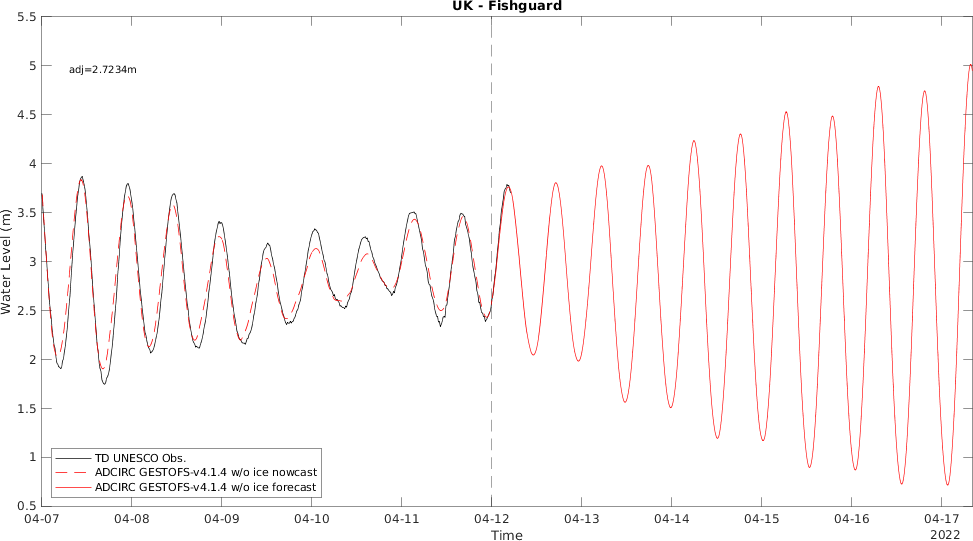 UK - Fishguard
5.5
5
4.5
4
3.5
3
2.5
2
1.5
1
0.5
Water Level (m)
adj=2.7234m
TD UNESCO Obs.
ADCIRC GESTOFS-v4.1.4 w/o ice nowcast
ADCIRC GESTOFS-v4.1.4 w/o ice forecast
04-07 04-08 04-09 04-10 04-11 04-12 04-13 04-14 04-15 04-16 04-17
Time 2022